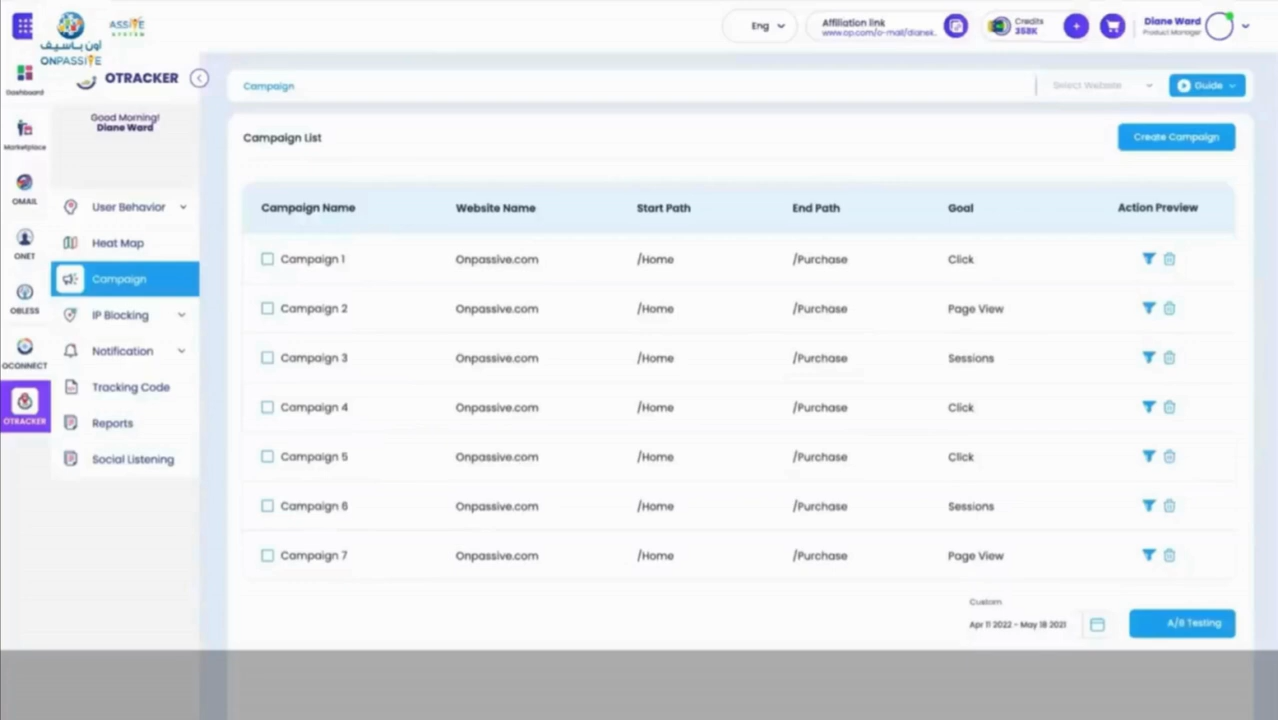 اون باسيف
ONPASSIVE
ASSIVE
SYSTEM
Eng
Affiliation link
www.op.com/o-mail/dianek.
Credits
358K
Diane Ward
Product Manager
Dashboard
Marketplace
OMAIL
ONET
OBLESS
OCONNECT
OTRACKER
OTRACKER
Good Morning!
Diane Ward
User Behavior
Heat Map
Campaign
IP Blocking
Notification
Tracking Code
Reports
Social Listening
Campaign
Select Website
Guide
Campaign List
Create Campaign
Campaign Name Website Name Start Path End Path Goal Action Preview
Campaign 1 Onpassive.com /Home /Purchase Click
Campaign 2 Onpassive.com /Home /Purchase Page View
Campaign 3 Onpassive.com /Home /Purchase Sessions
Campaign 4 Onpassive.com /Home /Purchase Click
Campaign 5 Onpassive.com /Home /Purchase Click
Campaign 6 Onpassive.com /Home /Purchase Sessions
Campaign 7 Onpassive.com /Home /Purchase Page View
Custom
Apr 11 2022 - May 18 2021
A/B Testing